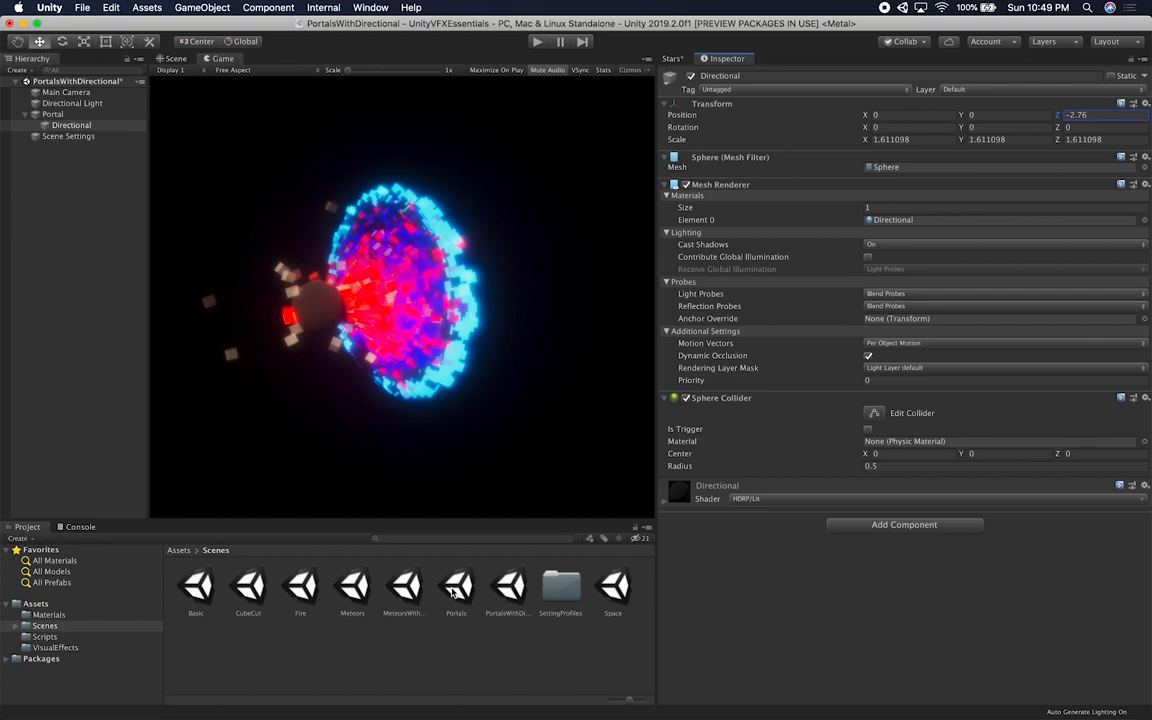 Unity File Edit Assets GameObject Component Internal Window Help 100% Sun 10:49 PM
PortalsWithDirectional - UnityVFXEssentials - PC, Mac & Linux Standalone - Unity 2019.2.0f1 [PREVIEW PACKAGES IN USE] <Metal>
Center Global Collab Account Layers Layout
Hierarchy Scene Game Stars* Inspector
Create All Display 1 Free Aspect Scale 1x Maximize On Play Mute Audio VSync Stats Gizmos Directional Static
PortalsWithDirectional* Tag Untagged Layer Default
Main Camera
Directional Light Transform
Portal Position X 0 Y 0 Z -2.76
Directional Rotation X 0 Y 0 Z 0
Scene Settings Scale X 1.611098 Y 1.611098 Z 1.611098
Sphere (Mesh Filter)
Mesh Sphere
Mesh Renderer
Materials
Size 1
Element 0 Directional
Lighting
Cast Shadows On
Contribute Global Illumination
Receive Global Illumination Light Probes
Probes
Light Probes Blend Probes
Reflection Probes Blend Probes
Anchor Override None (Transform)
Additional Settings
Motion Vectors Per Object Motion
Dynamic Occlusion
Rendering Layer Mask Light Layer default
Priority 0
Sphere Collider
Edit Collider
Is Trigger
Material None (Physic Material)
Center X 0 Y 0 Z 0
Radius 0.5
Directional
Shader HDRP/Lit
Add Component
Project Console
Create 21
Favorites Assets > Scenes
All Materials
All Models
All Prefabs
Assets
Materials Basic CubeCut Fire Meteors MeteorsWith... Portals PortalsWithDi... SettingProfiles Space
Scenes
Scripts
VisualEffects
Packages
Auto Generate Lighting On